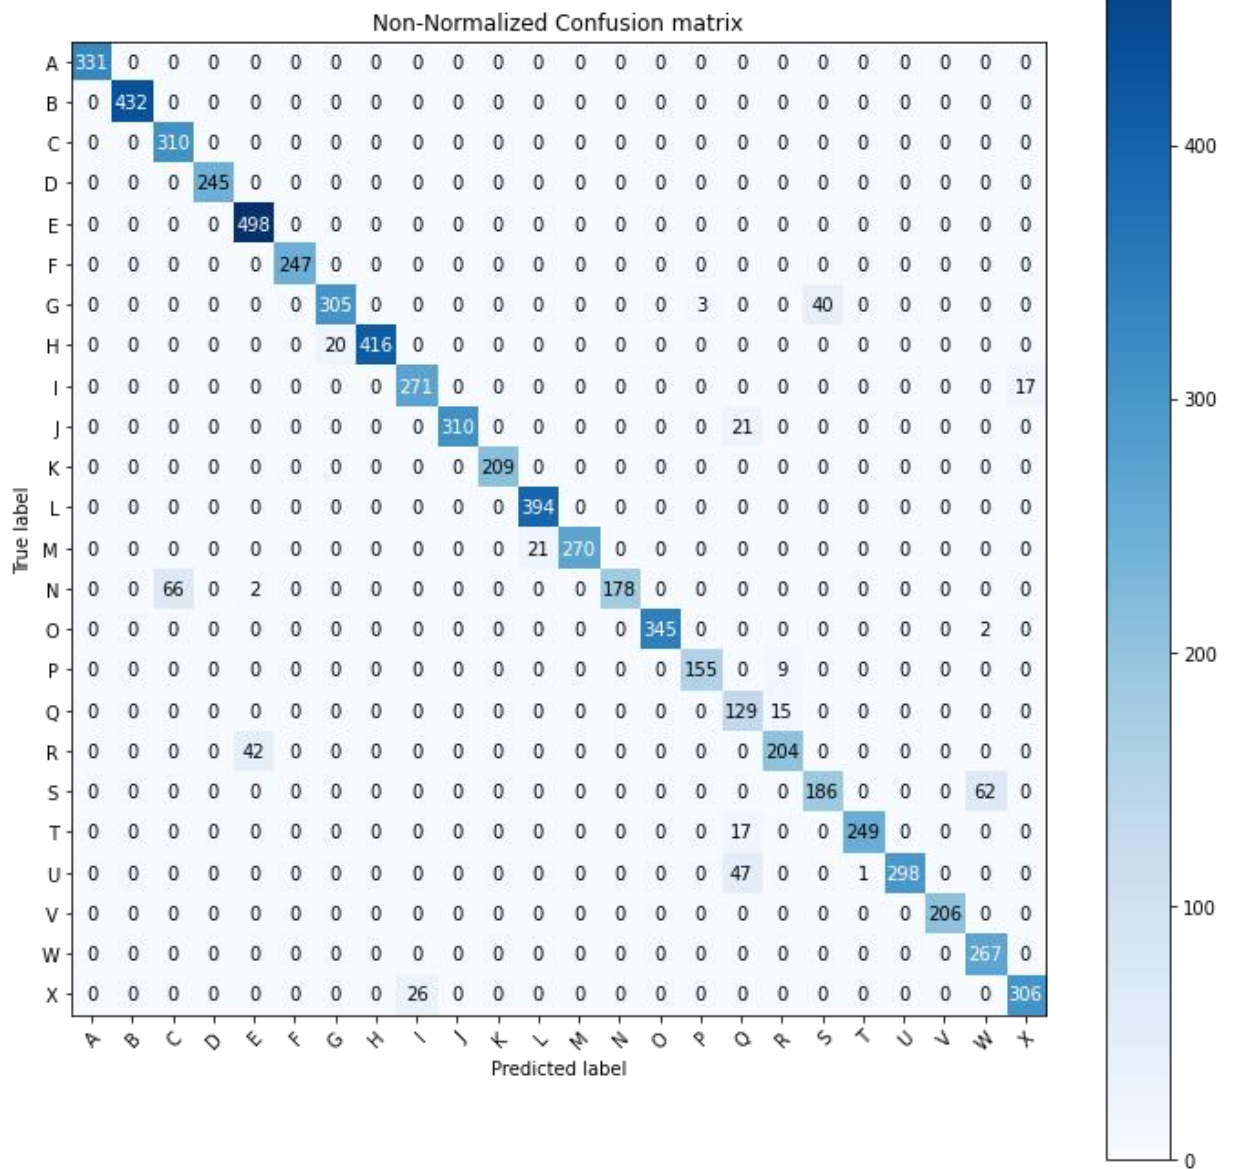 Non-Normalized Confusion matrix
A 331 0 0 0 0 0 0 0 0 0 0 0 0 0 0 0 0 0 0 0 0 0 0 0
B 0 432 0 0 0 0 0 0 0 0 0 0 0 0 0 0 0 0 0 0 0 0 0 0
C 0 0 310 0 0 0 0 0 0 0 0 0 0 0 0 0 0 0 0 0 0 0 0 0
D 0 0 0 245 0 0 0 0 0 0 0 0 0 0 0 0 0 0 0 0 0 0 0 0
E 0 0 0 0 498 0 0 0 0 0 0 0 0 0 0 0 0 0 0 0 0 0 0 0
F 0 0 0 0 0 247 0 0 0 0 0 0 0 0 0 0 0 0 0 0 0 0 0 0
G 0 0 0 0 0 0 305 0 0 0 0 0 0 0 0 3 0 0 40 0 0 0 0 0
H 0 0 0 0 0 0 20 416 0 0 0 0 0 0 0 0 0 0 0 0 0 0 0 0
I 0 0 0 0 0 0 0 0 271 0 0 0 0 0 0 0 0 0 0 0 0 0 0 17
J 0 0 0 0 0 0 0 0 0 310 0 0 0 0 0 0 21 0 0 0 0 0 0 0
K 0 0 0 0 0 0 0 0 0 0 209 0 0 0 0 0 0 0 0 0 0 0 0 0
L 0 0 0 0 0 0 0 0 0 0 0 394 0 0 0 0 0 0 0 0 0 0 0 0
M 0 0 0 0 0 0 0 0 0 0 0 21 270 0 0 0 0 0 0 0 0 0 0 0
N 0 0 66 0 2 0 0 0 0 0 0 0 0 178 0 0 0 0 0 0 0 0 0 0
O 0 0 0 0 0 0 0 0 0 0 0 0 0 0 345 0 0 0 0 0 0 0 2 0
P 0 0 0 0 0 0 0 0 0 0 0 0 0 0 0 155 0 9 0 0 0 0 0 0
Q 0 0 0 0 0 0 0 0 0 0 0 0 0 0 0 0 129 15 0 0 0 0 0 0
R 0 0 0 0 42 0 0 0 0 0 0 0 0 0 0 0 0 204 0 0 0 0 0 0
S 0 0 0 0 0 0 0 0 0 0 0 0 0 0 0 0 0 0 186 0 0 0 62 0
T 0 0 0 0 0 0 0 0 0 0 0 0 0 0 0 0 17 0 0 249 0 0 0 0
U 0 0 0 0 0 0 0 0 0 0 0 0 0 0 0 0 47 0 0 1 298 0 0 0
V 0 0 0 0 0 0 0 0 0 0 0 0 0 0 0 0 0 0 0 0 0 206 0 0
W 0 0 0 0 0 0 0 0 0 0 0 0 0 0 0 0 0 0 0 0 0 0 267 0
X 0 0 0 0 0 0 0 0 26 0 0 0 0 0 0 0 0 0 0 0 0 0 0 306
A B C D E F G H I J K L M N O P Q R S T U V W X
Predicted label
True label
400
300
200
100
0